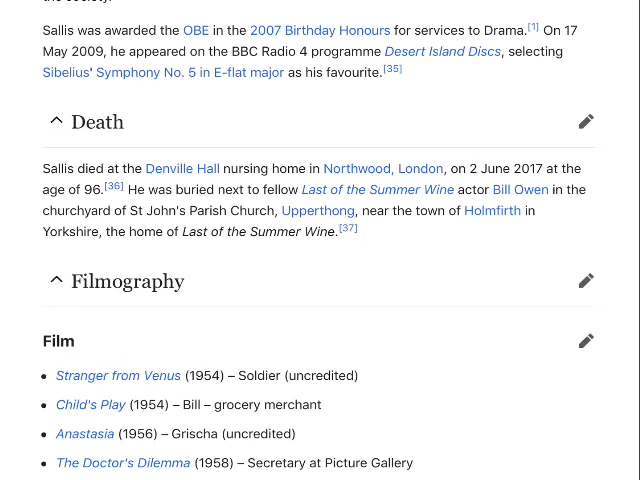 Sallis was awarded the OBE in the 2007 Birthday Honours for services to Drama.[1] On 17
May 2009, he appeared on the BBC Radio 4 programme Desert Island Discs, selecting
Sibelius' Symphony No. 5 in E-flat major as his favourite.[35]
Death
Sallis died at the Denville Hall nursing home in Northwood, London, on 2 June 2017 at the
age of 96.[36] He was buried next to fellow Last of the Summer Wine actor Bill Owen in the
churchyard of St John's Parish Church, Upperthong, near the town of Holmfirth in
Yorkshire, the home of Last of the Summer Wine.[37]
Filmography
Film
• Stranger from Venus (1954) – Soldier (uncredited)
• Child's Play (1954) – Bill – grocery merchant
• Anastasia (1956) – Grischa (uncredited)
• The Doctor's Dilemma (1958) – Secretary at Picture Gallery